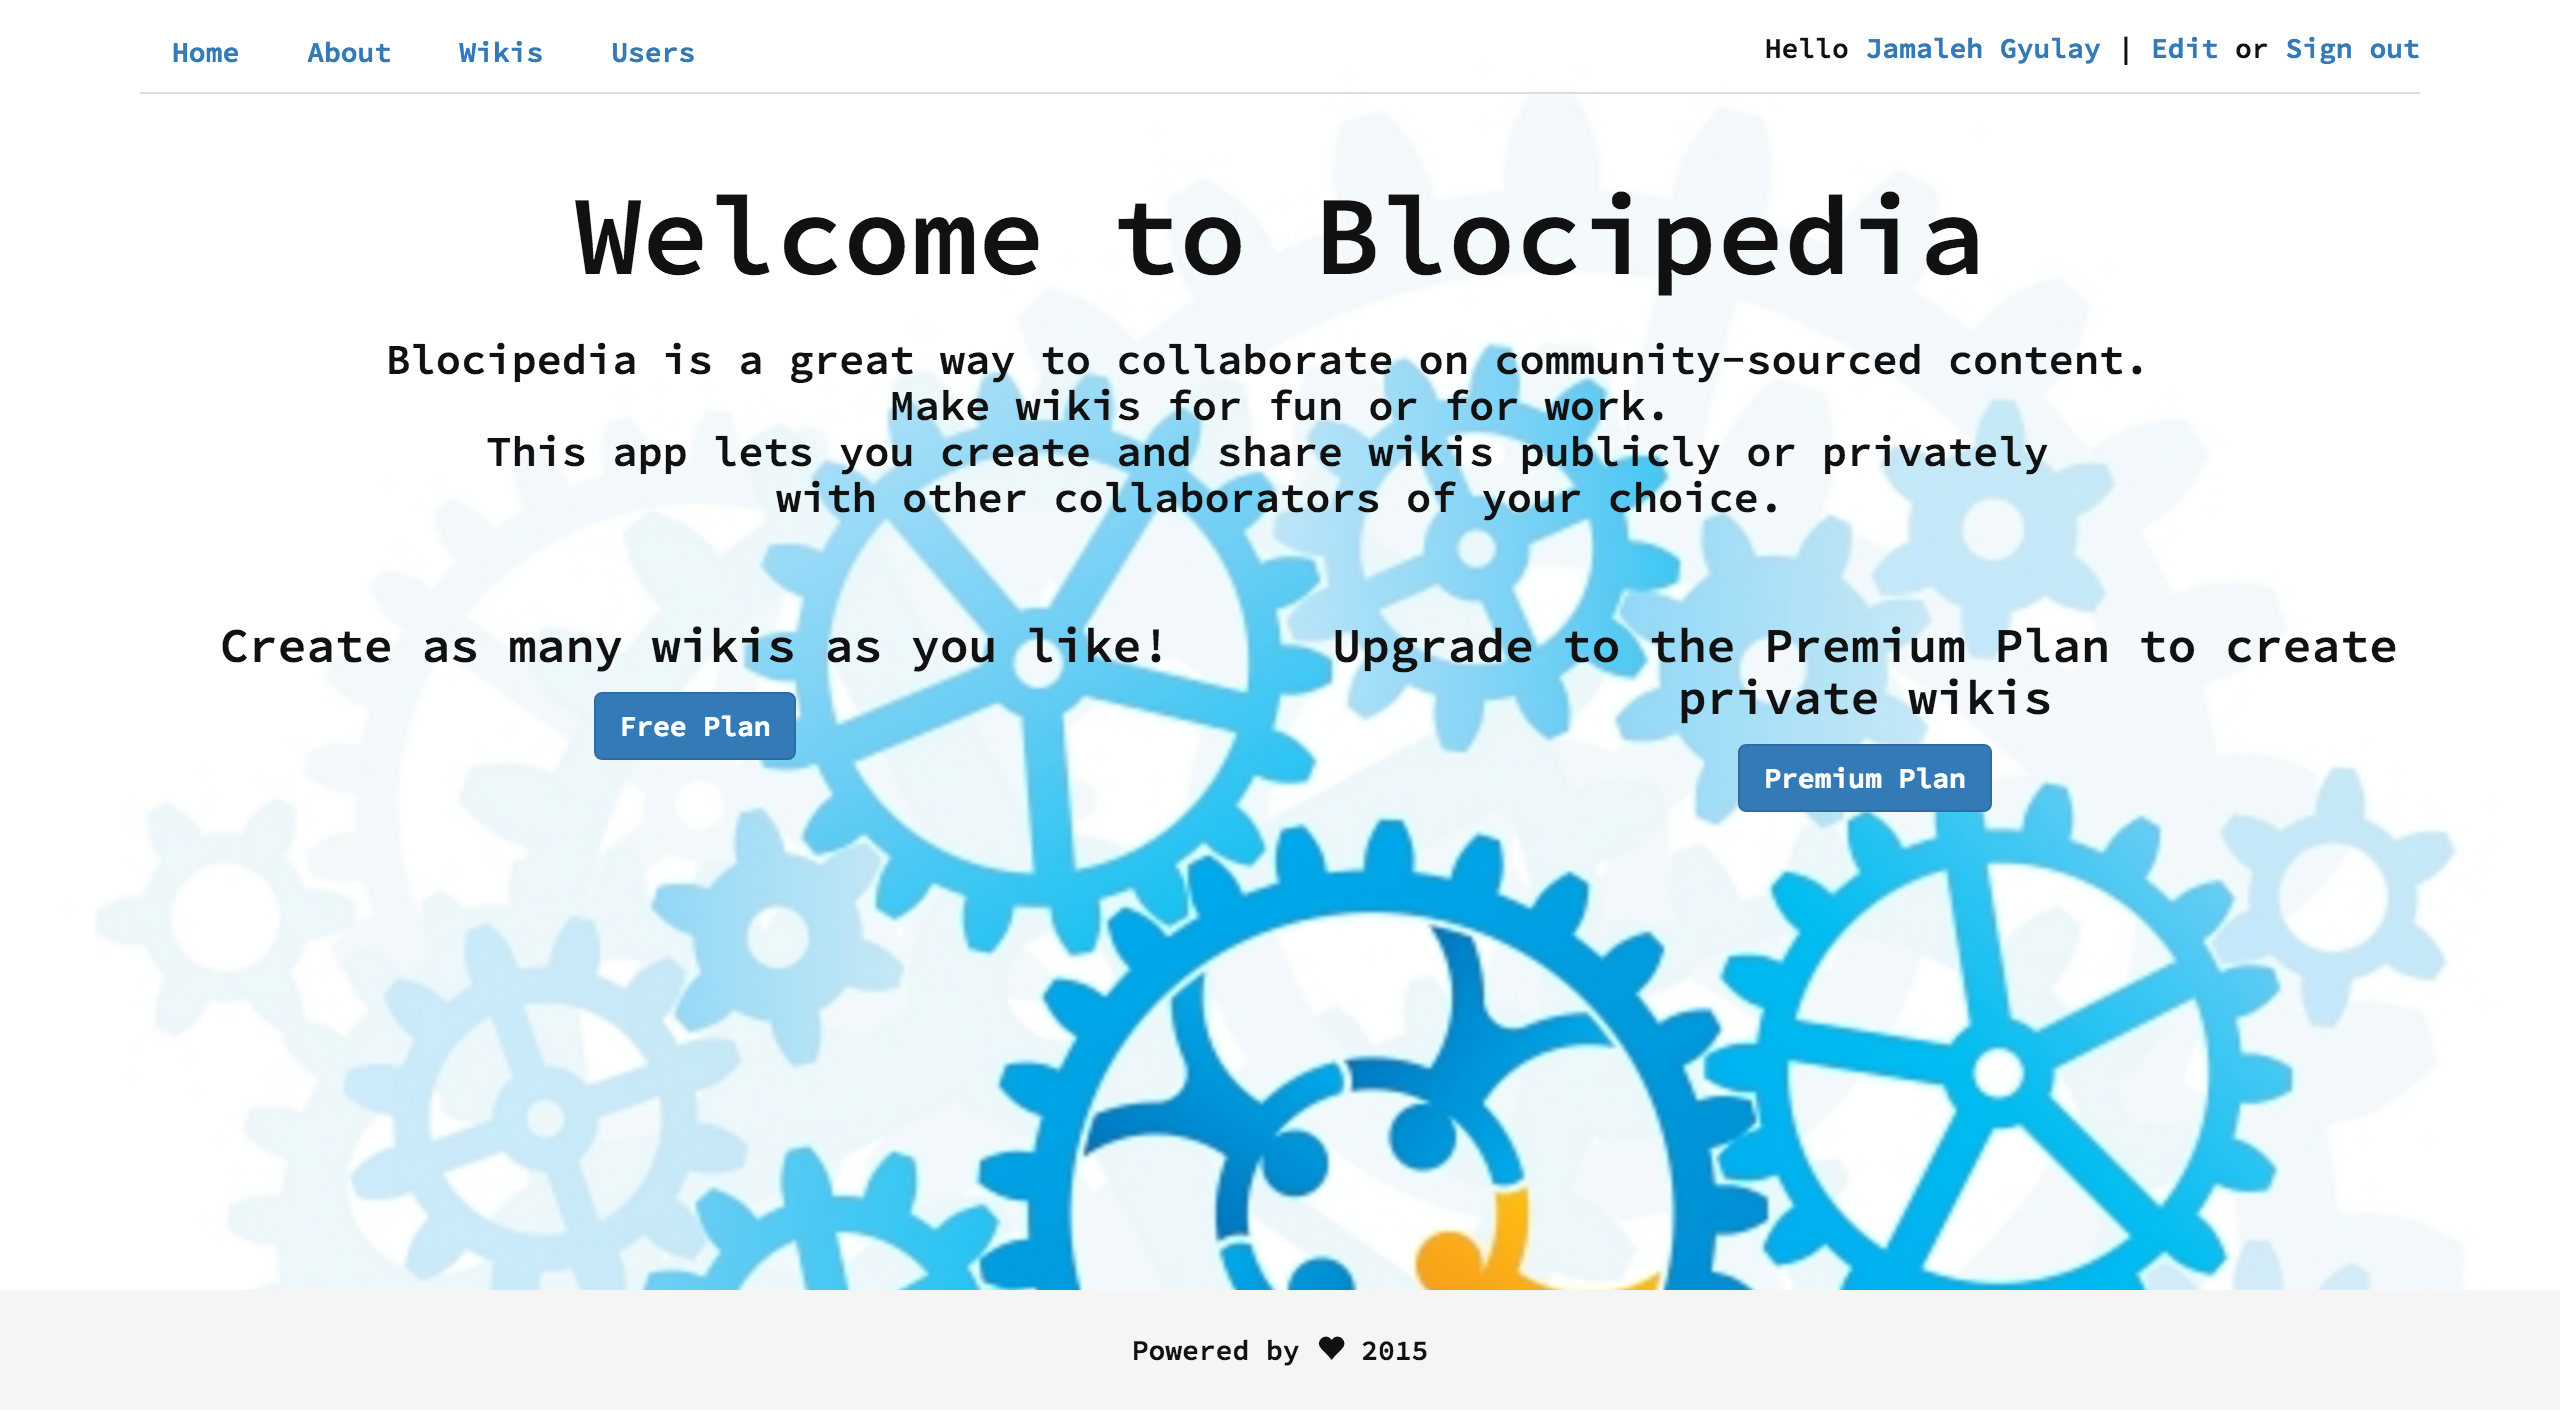 Home About Wikis Users
Hello Jamaleh Gyulay | Edit or Sign out
Welcome to Blocipedia
Blocipedia is a great way to collaborate on community-sourced content.
Make wikis for fun or for work.
This app lets you create and share wikis publicly or privately
with other collaborators of your choice.
Create as many wikis as you like!
Free Plan
Upgrade to the Premium Plan to create
private wikis
Premium Plan
Powered by ♥ 2015